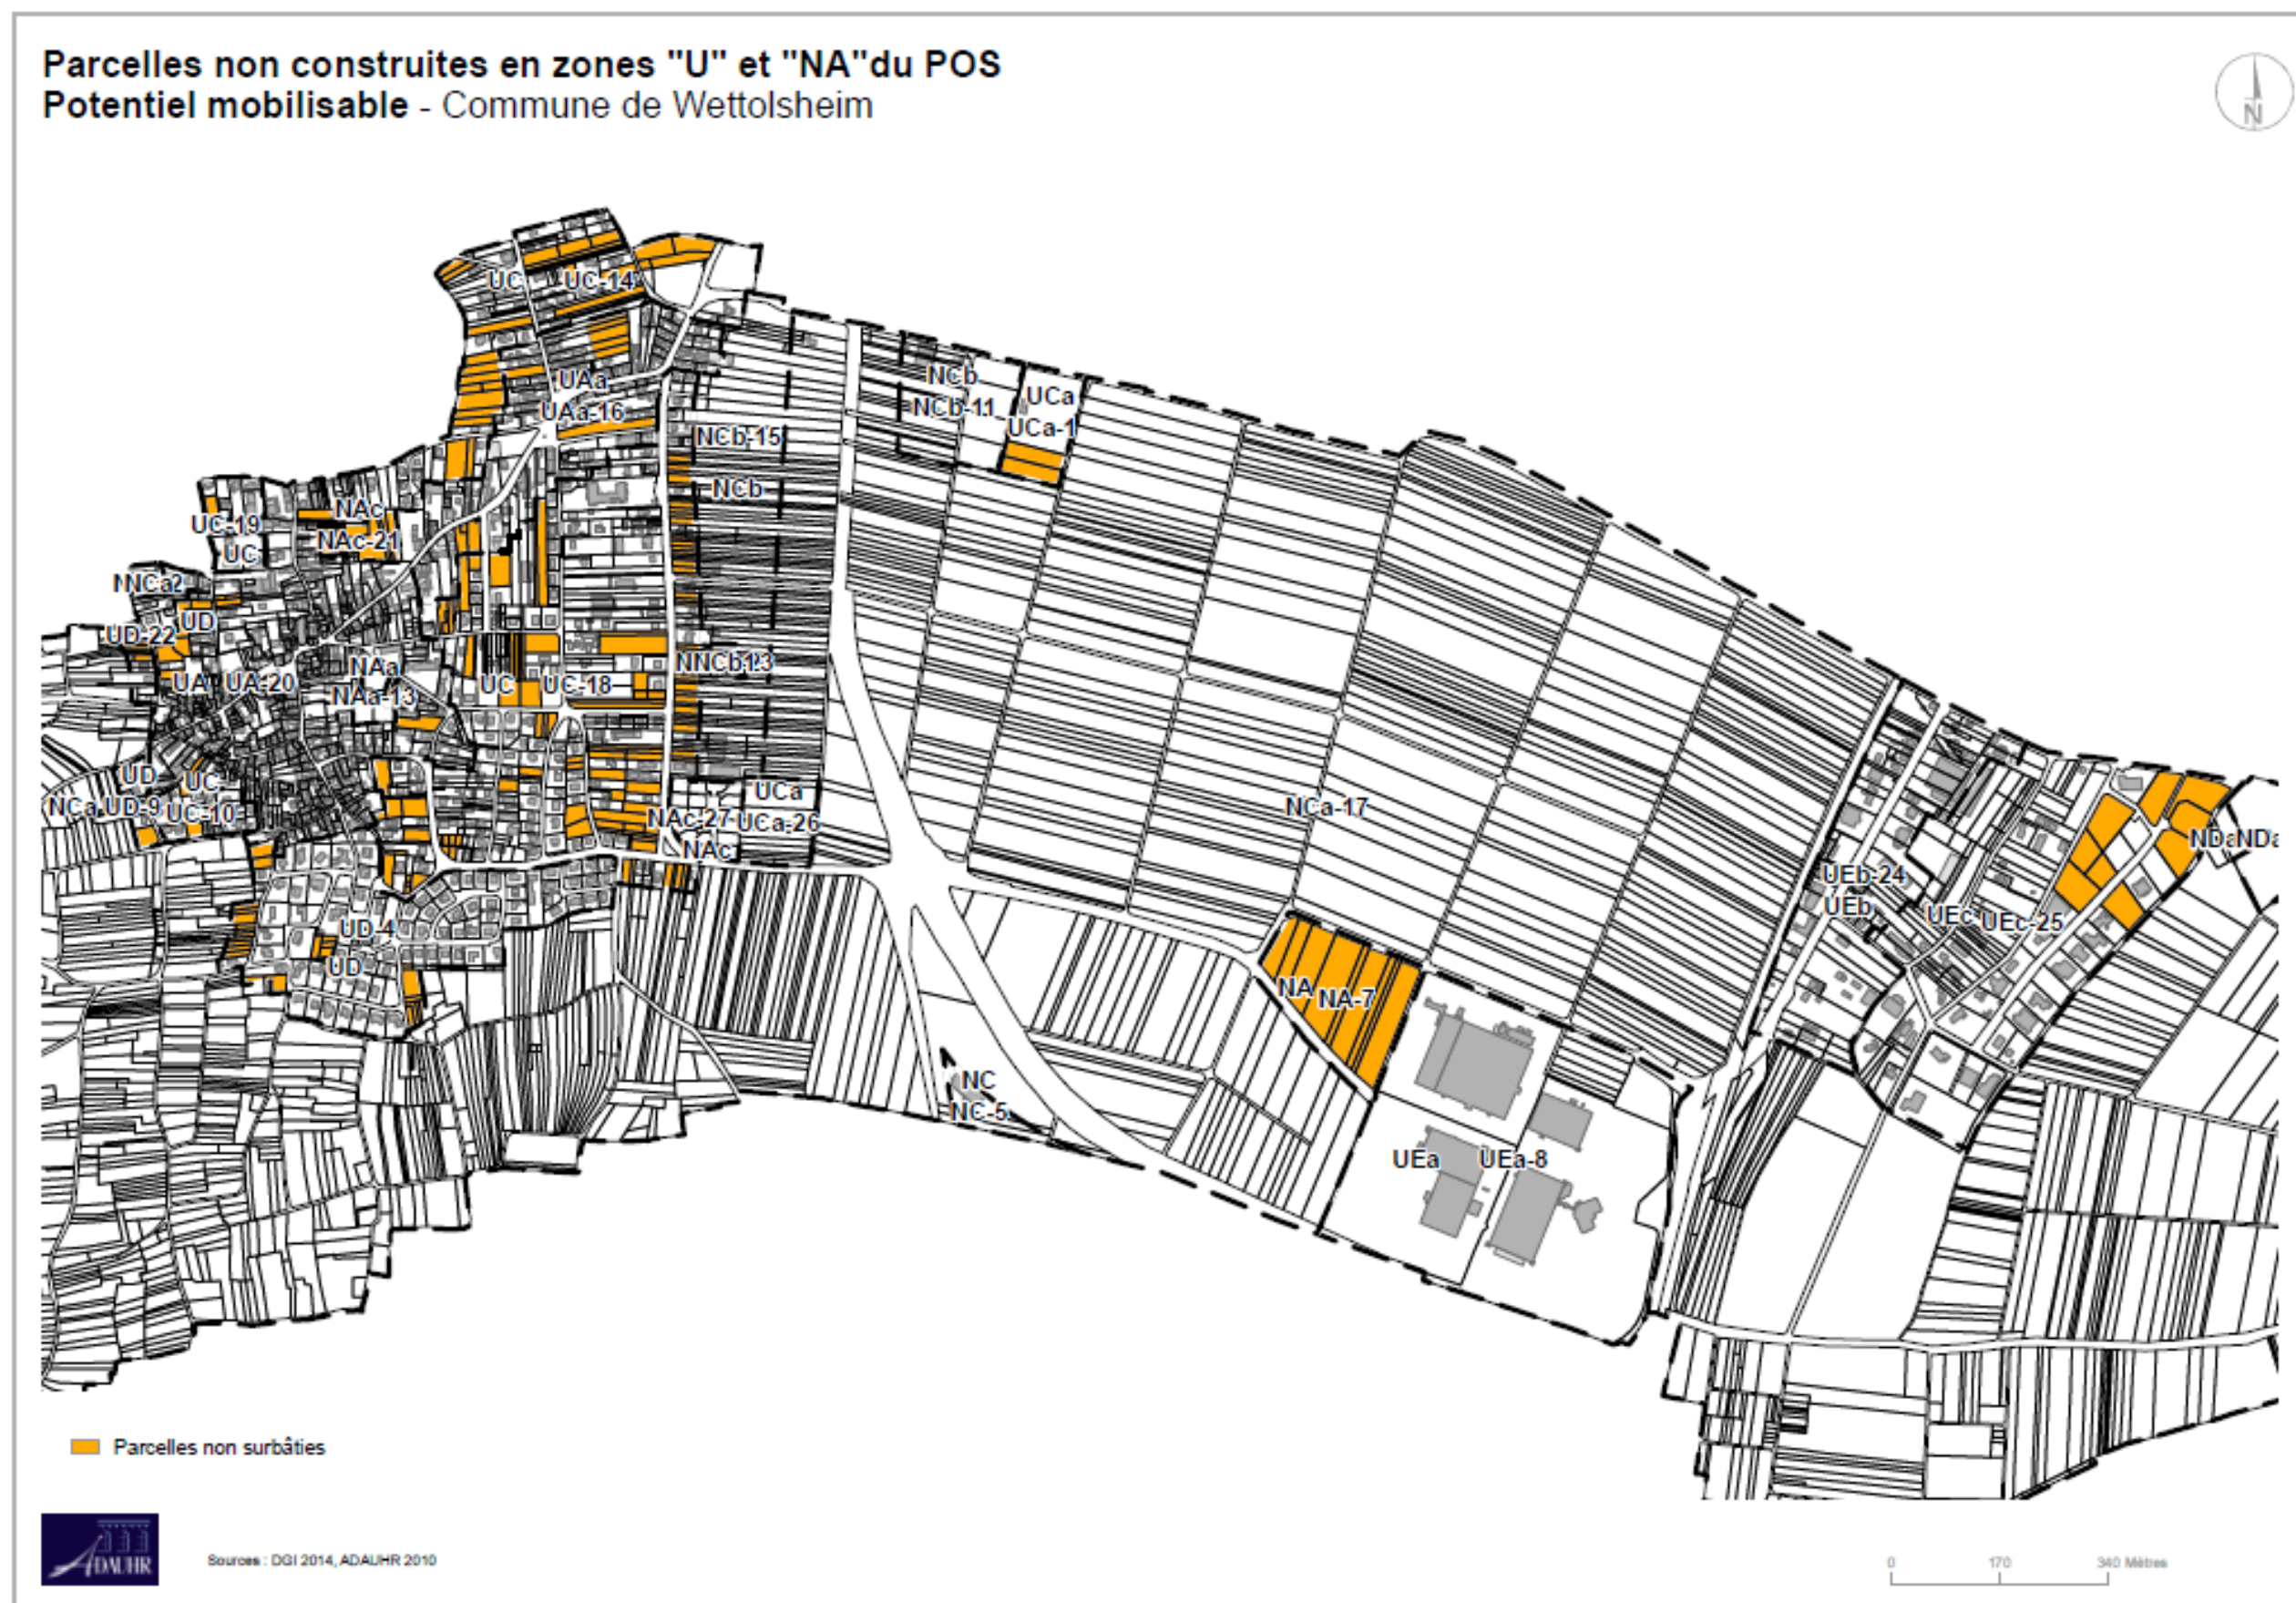 Parcelles non construites en zones "U" et "NA"du POS
Potentiel mobilisable - Commune de Wettolsheim
N
UC
UC-14
UAa
UAa-16
NCb
NCb-11
UCa
UCa-1
NCb-15
NCb
NAc
NAc-21
UC-19
UC
UD
UD-22
NAa
NAa-13
UA
UA-20
UC
UC-18
UD
UC
NCa
UD-9
UC-10
UCa
NAc-27
UCa-26
NAc
NCa-17
NDa
NDa
UEb-24
UEb
UEc
UEc-25
UD-4
UD
NA
NA-7
NC
NC-5
UEa
UEa-8
Parcelles non surbâties
ADAUHR
Sources : DGI 2014, ADAUHR 2010
0
170
340 Mètres